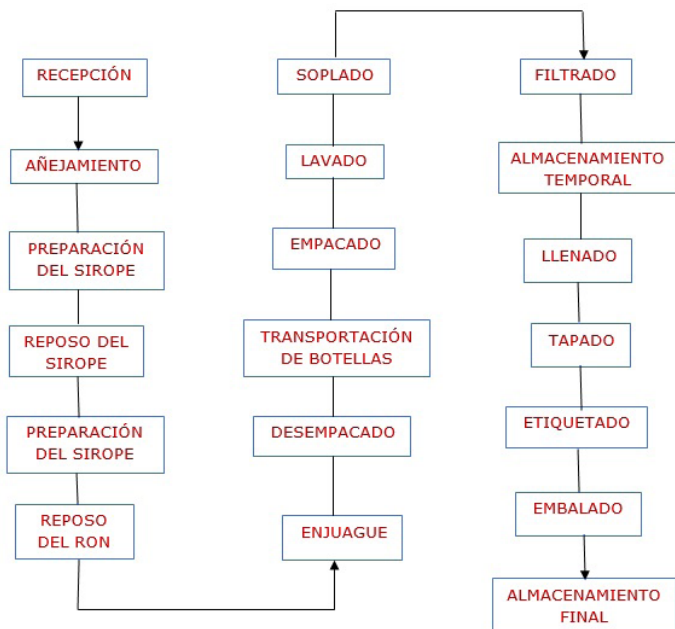 RECEPCIÓN
AÑEJAMIENTO
PREPARACIÓN
DEL SIROPE
REPOSO DEL
SIROPE
PREPARACIÓN
DEL SIROPE
REPOSO
DEL RON
SOPLADO
LAVADO
EMPACADO
TRANSPORTACIÓN
DE BOTELLAS
DESEMPACADO
ENJUAGUE
FILTRADO
ALMACENAMIENTO
TEMPORAL
LLENADO
TAPADO
ETIQUETADO
EMBALADO
ALMACENAMIENTO
FINAL